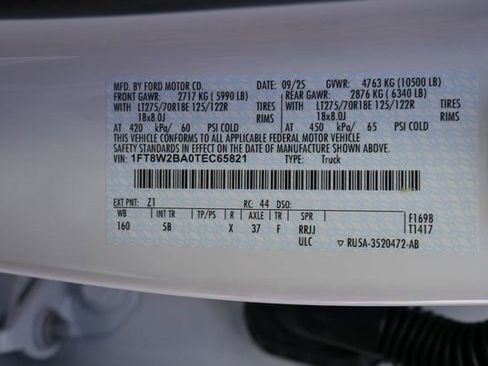 MFD. BY FORD MOTOR CO. DATE: 09/25 GVWR: 4763 KG (10500 LB)
FRONT GAWR: 2717 KG ( 5990 LB) REAR GAWR: 2876 KG ( 6340 LB)
WITH LT275/70R18E 125/122R TIRES WITH LT275/70R18E 125/122R TIRES
18x8.0J RIMS 18x8.0J RIMS
AT 420 kPa/ 60 PSI COLD AT 450 kPa/ 65 PSI COLD
THIS VEHICLE CONFORMS TO ALL APPLICABLE FEDERAL MOTOR VEHICLE
SAFETY STANDARDS IN EFFECT ON THE DATE OF MANUFACTURE SHOWN ABOVE.
VIN: 1FT8W2BA0TEC65821 TYPE: Truck
EXT PNT: Z1 RC: 44 DSO:
WB INT TR TP/PS R AXLE TR SPR F1698
160 5B X 37 F RRJJ T1417
ULC ▽ RUSA-3520472-AB